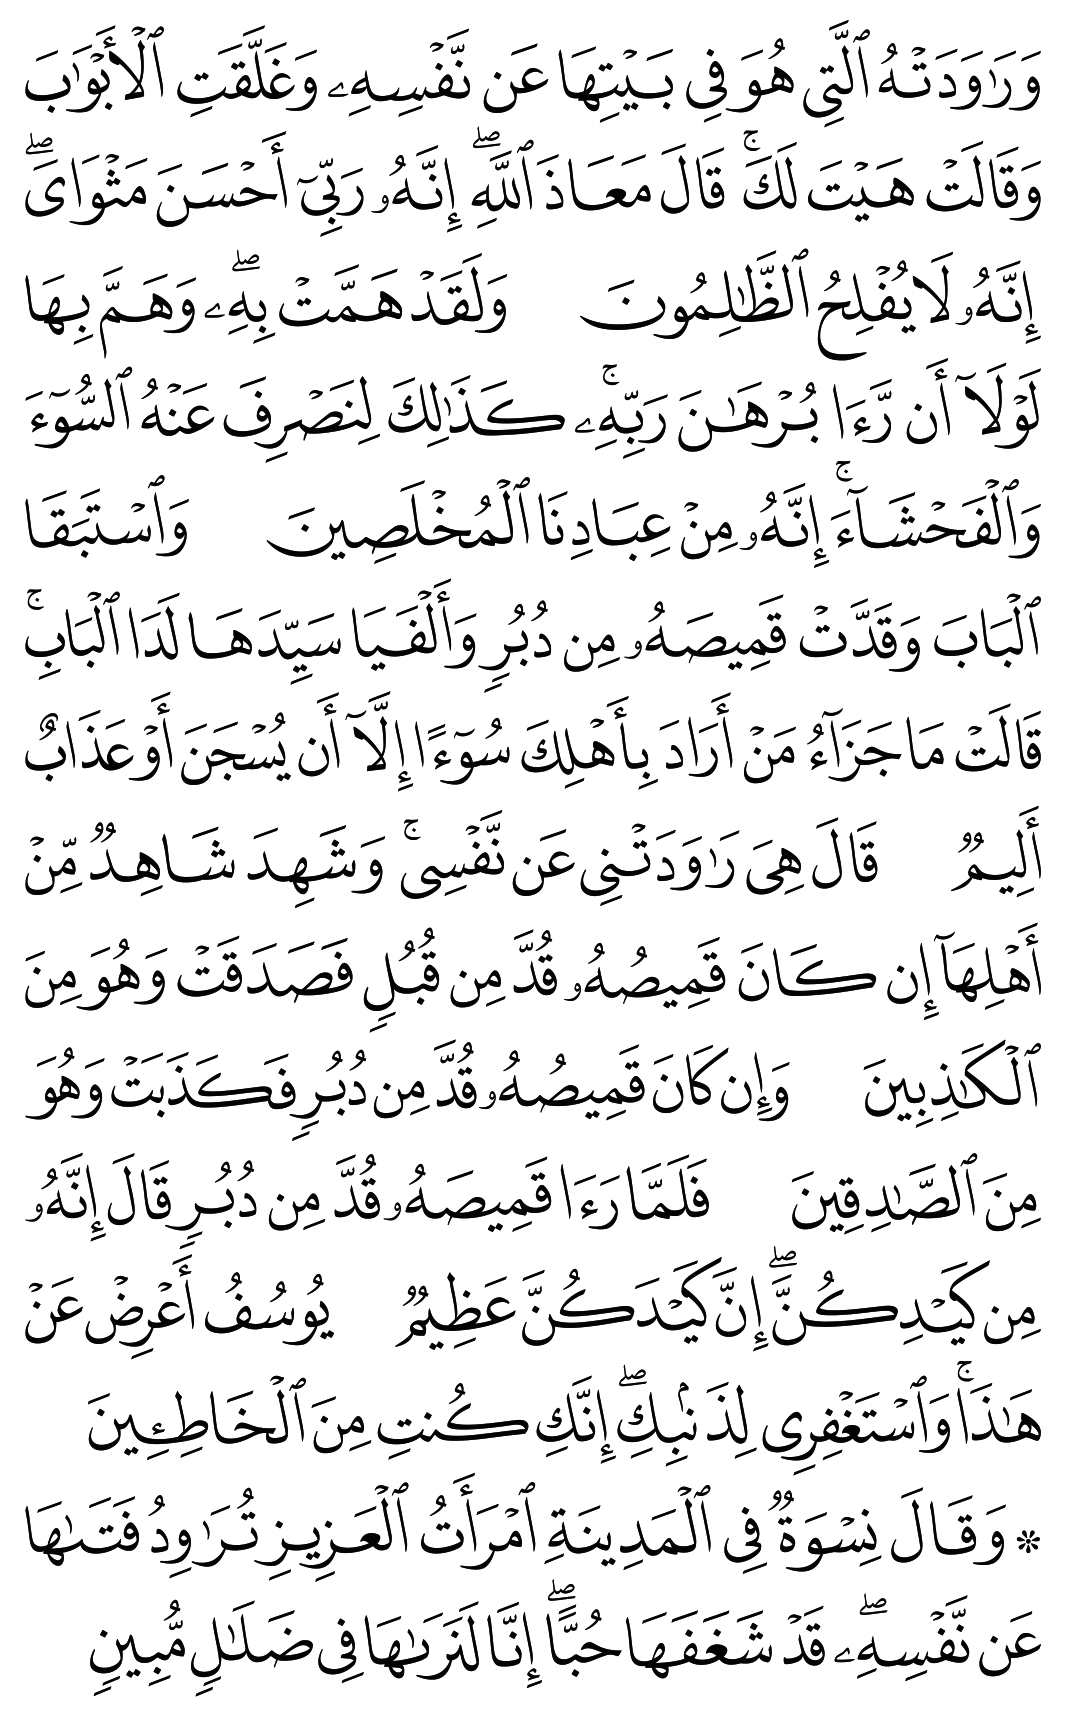 وَرَٰوَدَتۡهُ ٱلَّتِي هُوَ فِي بَيۡتِهَا عَن نَّفۡسِهِۦ وَغَلَّقَتِ ٱلۡأَبۡوَٰبَ
وَقَالَتۡ هَيۡتَ لَكَۚ قَالَ مَعَاذَ ٱللَّهِۖ إِنَّهُۥ رَبِّيٓ أَحۡسَنَ مَثۡوَايَۖ
إِنَّهُۥ لَا يُفۡلِحُ ٱلظَّٰلِمُونَ وَلَقَدۡ هَمَّتۡ بِهِۦۖ وَهَمَّ بِهَا
لَوۡلَآ أَن رَّءَا بُرۡهَٰنَ رَبِّهِۦۚ كَذَٰلِكَ لِنَصۡرِفَ عَنۡهُ ٱلسُّوٓءَ
وَٱلۡفَحۡشَآءَۚ إِنَّهُۥ مِنۡ عِبَادِنَا ٱلۡمُخۡلَصِينَ وَٱسۡتَبَقَا
ٱلۡبَابَ وَقَدَّتۡ قَمِيصَهُۥ مِن دُبُرٖ وَأَلۡفَيَا سَيِّدَهَا لَدَا ٱلۡبَابِۚ
قَالَتۡ مَا جَزَآءُ مَنۡ أَرَادَ بِأَهۡلِكَ سُوٓءًا إِلَّآ أَن يُسۡجَنَ أَوۡ عَذَابٌ
أَلِيمٞ قَالَ هِيَ رَٰوَدَتۡنِي عَن نَّفۡسِيۚ وَشَهِدَ شَاهِدٞ مِّنۡ
أَهۡلِهَآ إِن كَانَ قَمِيصُهُۥ قُدَّ مِن قُبُلٖ فَصَدَقَتۡ وَهُوَ مِنَ
ٱلۡكَٰذِبِينَ وَإِن كَانَ قَمِيصُهُۥ قُدَّ مِن دُبُرٖ فَكَذَبَتۡ وَهُوَ
مِنَ ٱلصَّٰدِقِينَ فَلَمَّا رَءَا قَمِيصَهُۥ قُدَّ مِن دُبُرٖ قَالَ إِنَّهُۥ
مِن كَيۡدِكُنَّۖ إِنَّ كَيۡدَكُنَّ عَظِيمٞ يُوسُفُ أَعۡرِضۡ عَنۡ
هَٰذَاۚ وَٱسۡتَغۡفِرِي لِذَنۢبِكِۖ إِنَّكِ كُنتِ مِنَ ٱلۡخَاطِـِٔينَ
۞ وَقَالَ نِسۡوَةٞ فِي ٱلۡمَدِينَةِ ٱمۡرَأَتُ ٱلۡعَزِيزِ تُرَٰوِدُ فَتَىٰهَا
عَن نَّفۡسِهِۦۖ قَدۡ شَغَفَهَا حُبًّاۖ إِنَّا لَنَرَىٰهَا فِي ضَلَٰلٖ مُّبِينٖ